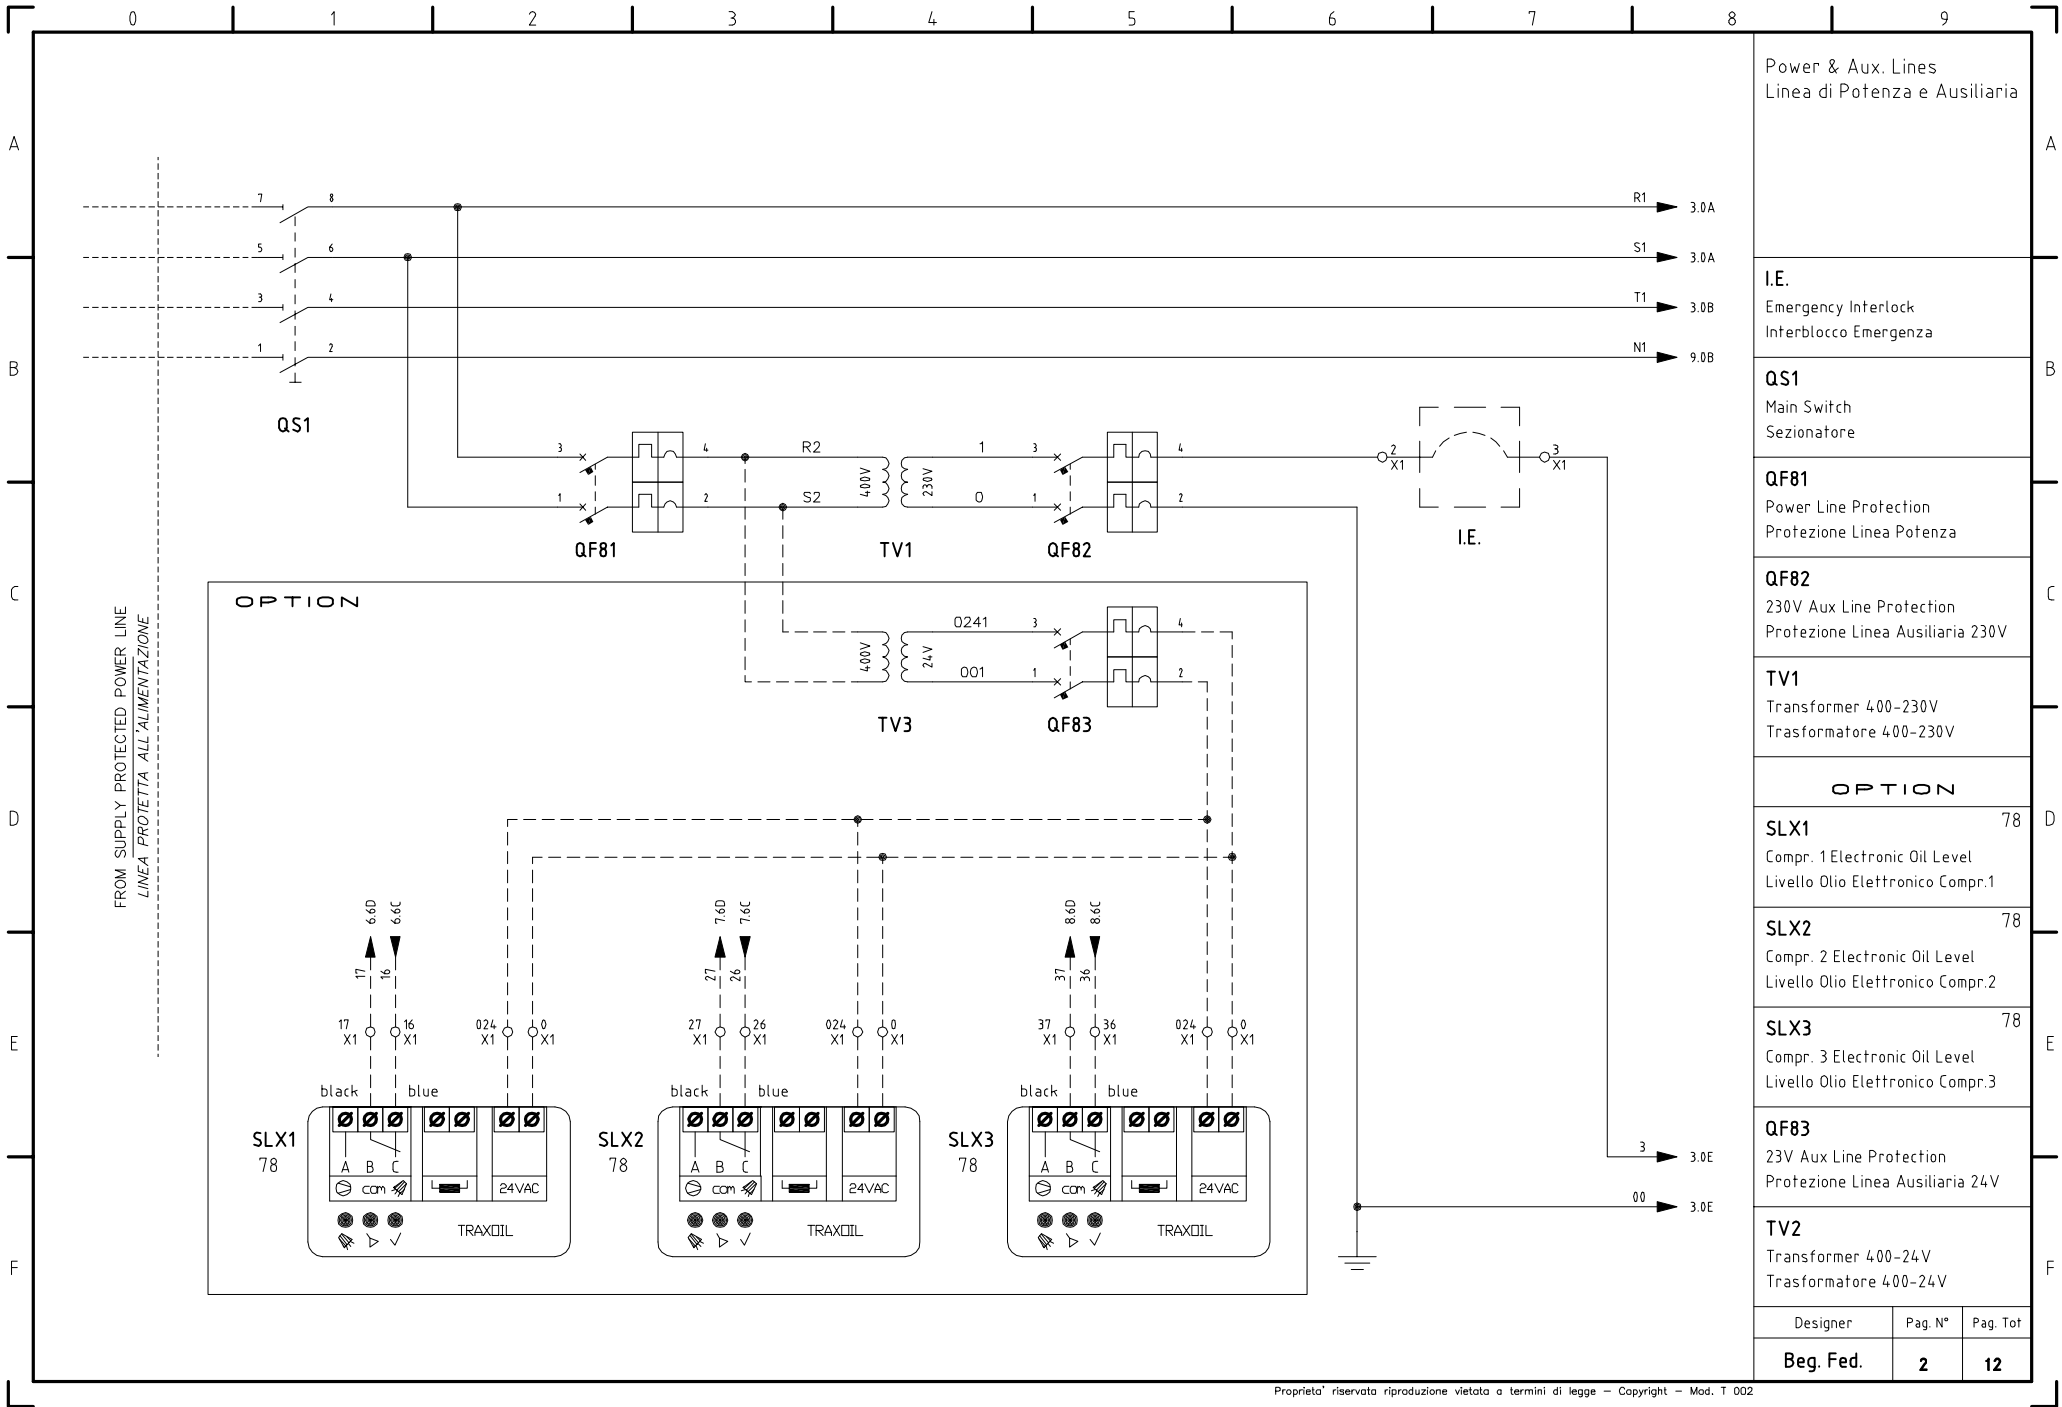 0 1 2 3 4 5 6 7 8 9
Power & Aux. Lines
Linea di Potenza e Ausiliaria
A A
7 8 R1 3.0A
5 6 S1 3.0A
I.E.
Emergency Interlock
Interblocco Emergenza
3 4 T1 3.0B
1 2 N1 9.0B
B B
QS1
QS1
Main Switch
Sezionatore
3 4 R2 400V 230V 1 3 4 2 X1 3 X1
1 2 S2 0 1 2
QF81 TV1 QF82 I.E.
QF81
Power Line Protection
Protezione Linea Potenza
QF82
230V Aux Line Protection
Protezione Linea Ausiliaria 230V
C C
OPTION
0241 3 4
400V 24V
001 1 2
TV3 QF83
TV1
Transformer 400-230V
Trasformatore 400-230V
OPTION
FROM SUPPLY PROTECTED POWER LINE
LINEA PROTETTA ALL'ALIMENTAZIONE
D D
SLX1 78
Compr. 1 Electronic Oil Level
Livello Olio Elettronico Compr.1
SLX2 78
Compr. 2 Electronic Oil Level
Livello Olio Elettronico Compr.2
6.6D 6.6C 7.6D 7.6C 8.6D 8.6C
17 16 27 26 37 36
SLX3 78
Compr. 3 Electronic Oil Level
Livello Olio Elettronico Compr.3
17 16 024 0 27 26 024 0 37 36 024 0
X1 X1 X1 X1 X1 X1 X1 X1 X1 X1 X1 X1
E E
black blue black blue black blue
SLX1 SLX2 SLX3
78 78 78
A B C A B C A B C
COM 24VAC COM 24VAC COM 24VAC
TRAXOIL TRAXOIL TRAXOIL
3 3.0E
00 3.0E
QF83
23V Aux Line Protection
Protezione Linea Ausiliaria 24V
TV2
Transformer 400-24V
Trasformatore 400-24V
F F
Designer Pag. N° Pag. Tot
Beg. Fed. 2 12
Proprieta' riservata riproduzione vietata a termini di legge - Copyright - Mod. T 002